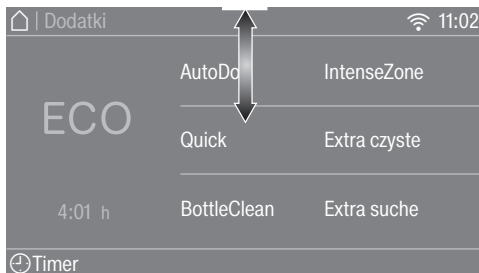 | Dodatki 11:02
AutoDo IntenseZone
ECO
Quick Extra czyste
4:01 h BottleClean Extra suche
Timer